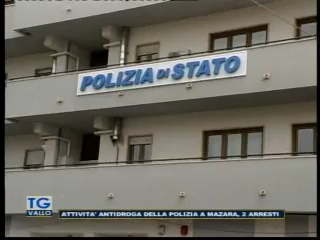 POLIZIA DI STATO
TG
VALLO
ATTIVITA' ANTIDROGA DELLA POLIZIA A MAZARA, 2 ARRESTI